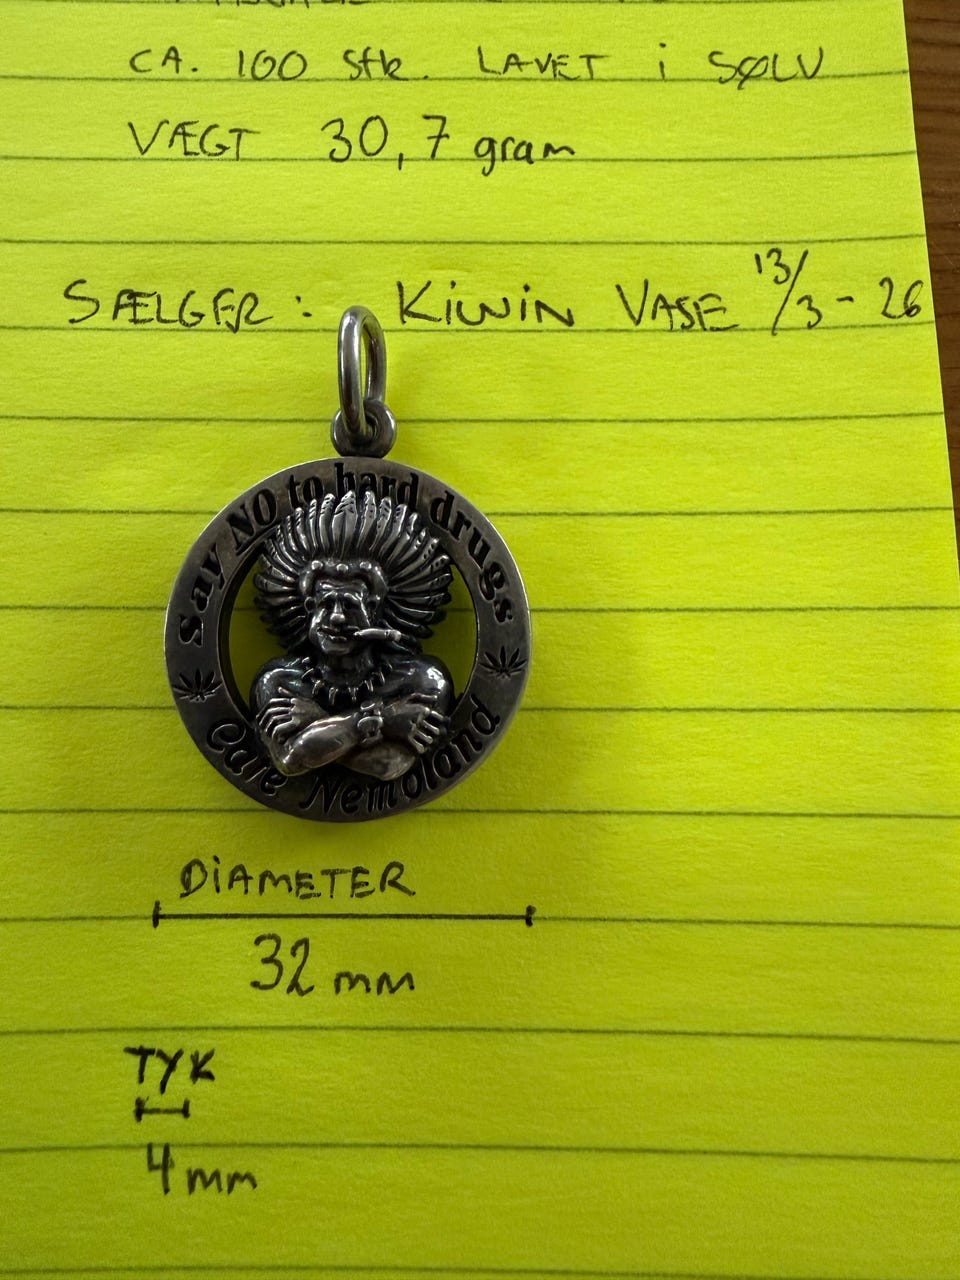 CA. 100 Stk. LAVET i SØLV
VÆGT 30,7 gram
SÆLGER: KiWiN VASE 13/3-26
Say NO to hard drugs
Cafe Nemoland
DiAMETER
32 mm
TYK
4 mm